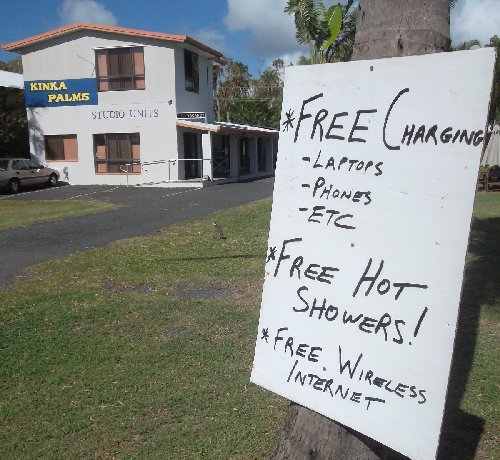 KINKA
PALMS
STUDIO UNITS
*FREE CHARGING
-LAPTOPS
-PHONES
-ETC
*FREE HOT
SHOWERS!
*FREE WIRELESS
INTERNET